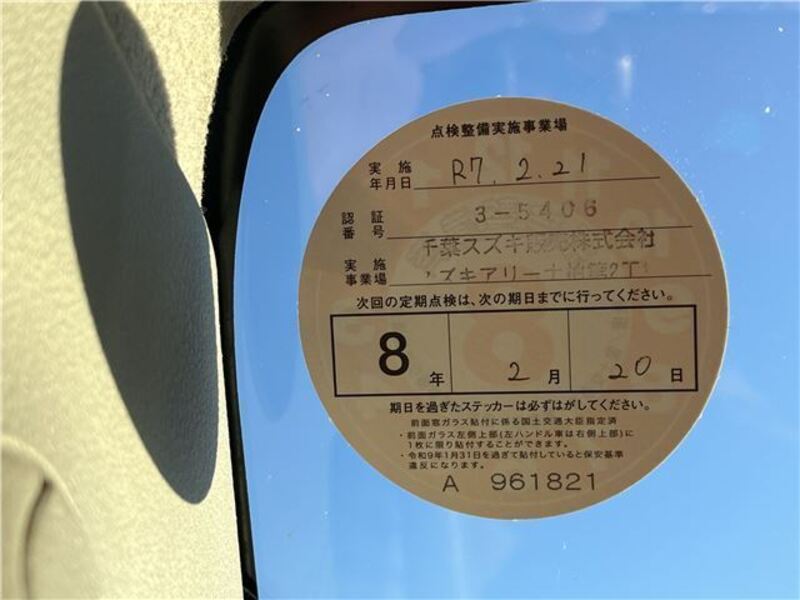 点検整備実施事業場
実施年月日 R7. 2. 21
認証番号 3-5406
千葉スズキ販売株式会社
実施事業場 スズキアリーナ
次回の定期点検は、次の期日までに行ってください。
8年 2月 20日
期日を過ぎたステッカーは必ずはがしてください。
前面窓ガラス貼付に係る国土交通大臣指定済
・前面ガラス左側上部(左ハンドル車は右側上部)に
1枚に限り貼付することができます。
・令和9年1月31日を過ぎて貼付していると保安基準
違反になります。
A 961821